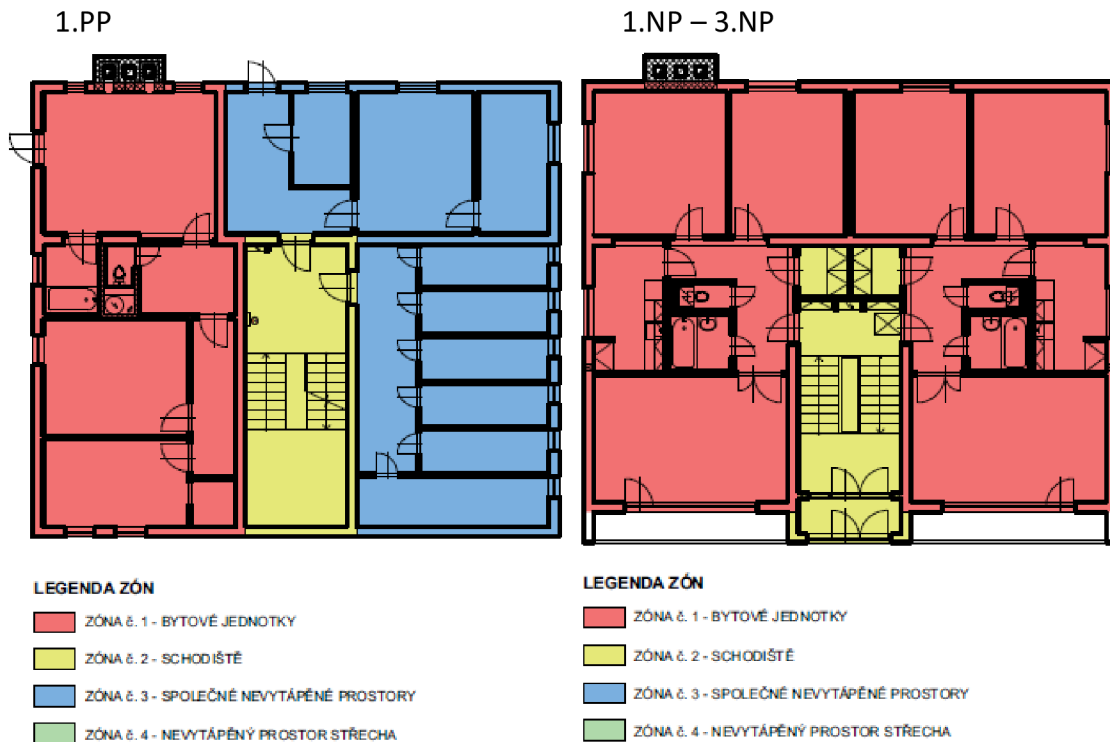 1.PP
1.NP – 3.NP
LEGENDA ZÓN
ZÓNA č. 1 - BYTOVÉ JEDNOTKY
ZÓNA č. 2 - SCHODIŠTĚ
ZÓNA č. 3 - SPOLEČNÉ NEVYTÁPĚNÉ PROSTORY
ZÓNA č. 4 - NEVYTÁPĚNÝ PROSTOR STŘECHA
LEGENDA ZÓN
ZÓNA č. 1 - BYTOVÉ JEDNOTKY
ZÓNA č. 2 - SCHODIŠTĚ
ZÓNA č. 3 - SPOLEČNÉ NEVYTÁPĚNÉ PROSTORY
ZÓNA č. 4 - NEVYTÁPĚNÝ PROSTOR STŘECHA